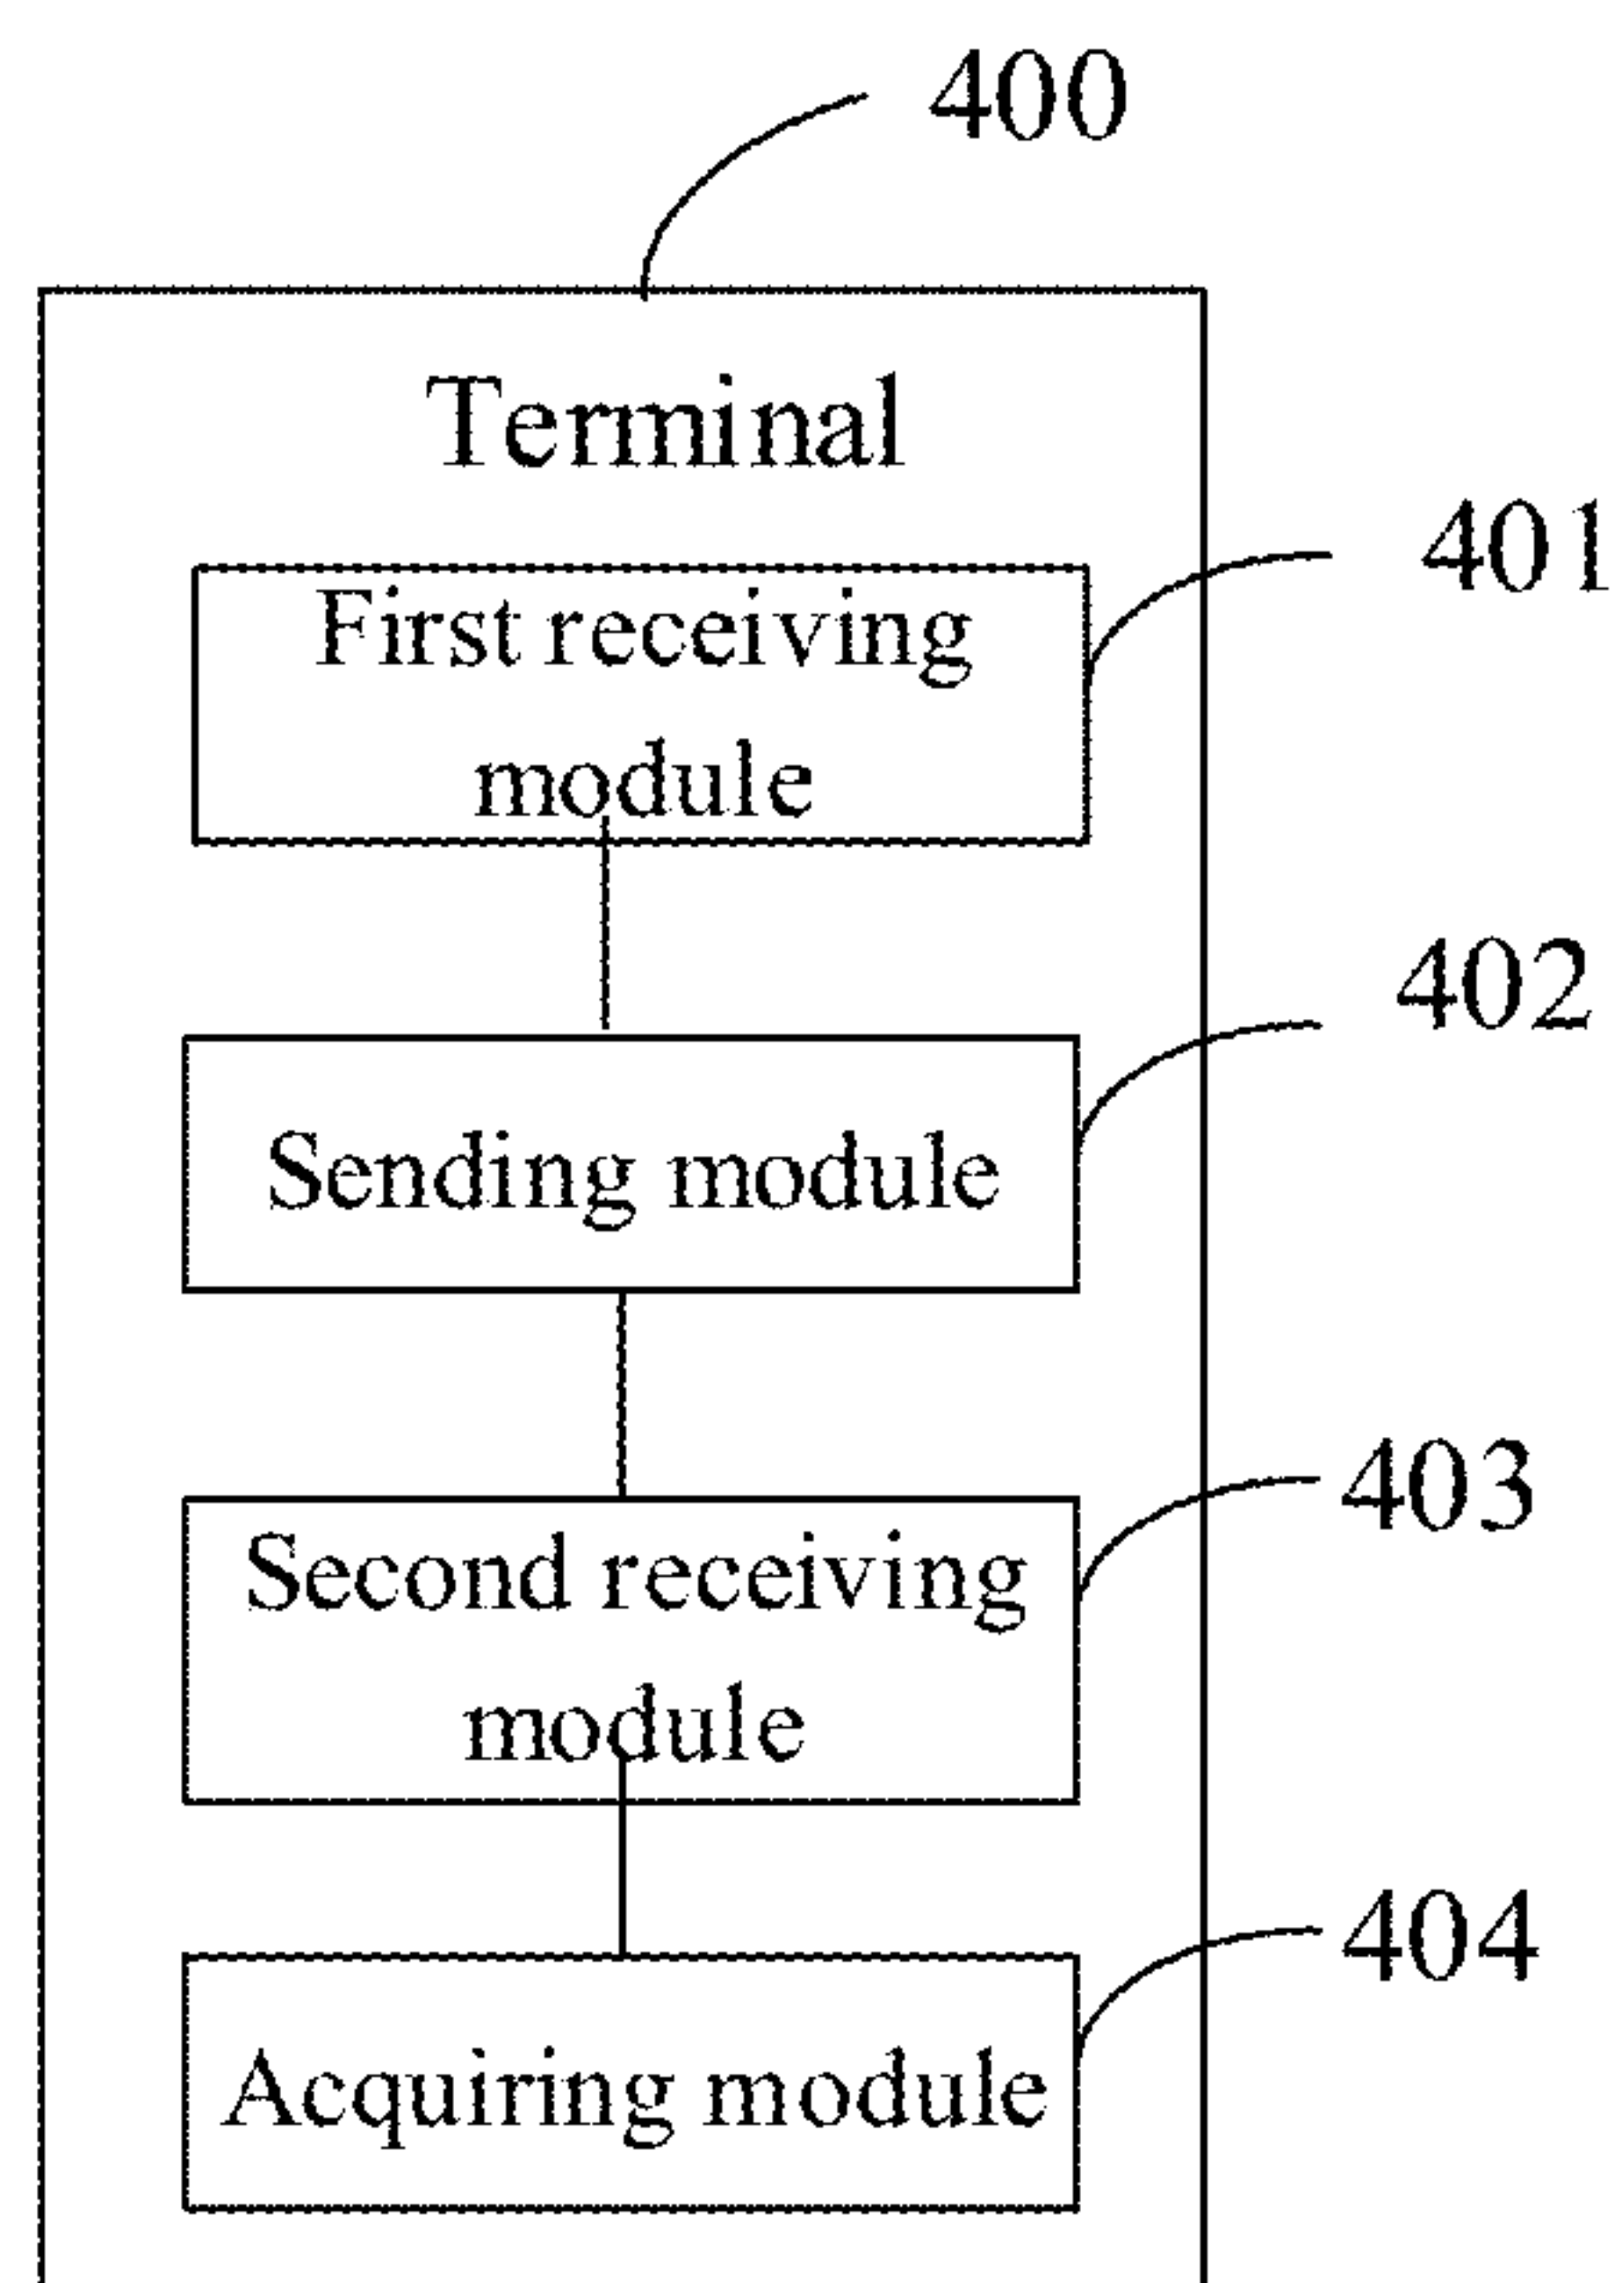 400
Terminal
401
First receiving
module
402
Sending module
403
Second receiving
module
404
Acquiring module